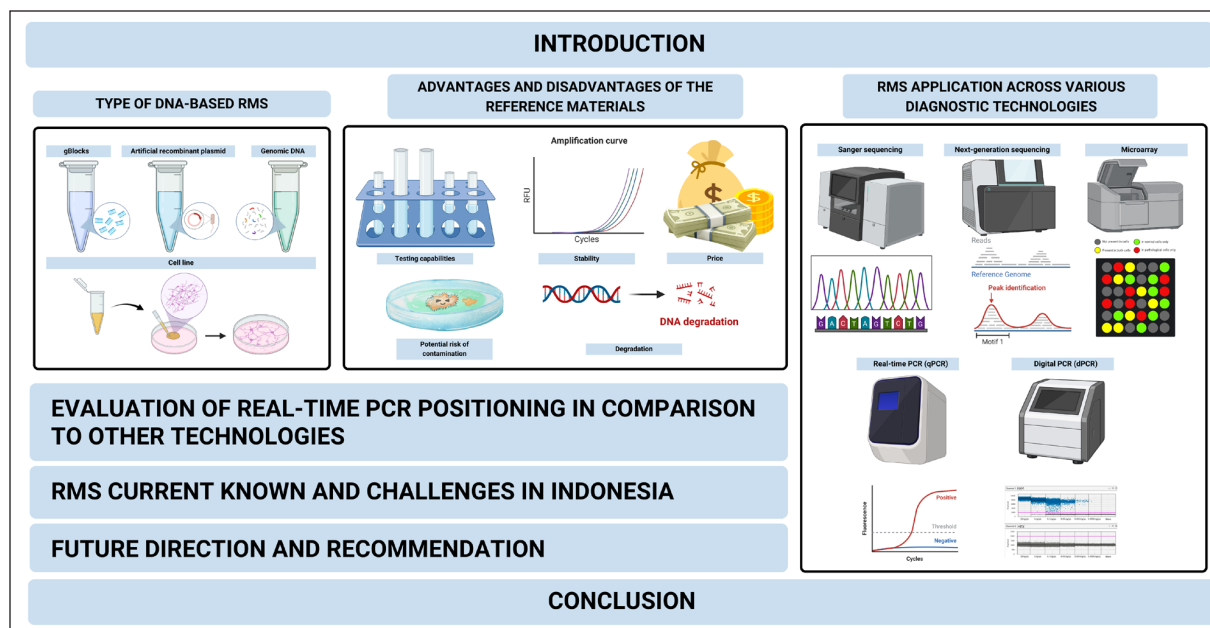 INTRODUCTION
TYPE OF DNA-BASED RMS
gBlocks
Artificial recombinant plasmid
Genomic DNA
Cell line
ADVANTAGES AND DISADVANTAGES OF THE
REFERENCE MATERIALS
Amplification curve
RFU
Cycles
Testing capabilities
Stability
Price
DNA degradation
Potential risk of
contamination
Degradation
RMS APPLICATION ACROSS VARIOUS
DIAGNOSTIC TECHNOLOGIES
Sanger sequencing
Next-generation sequencing
Microarray
Reads
Reference Genome
Peak identification
Motif 1
G A C T A G T C T G
Real-time PCR (qPCR)
Digital PCR (dPCR)
Fluorescence
Positive
Threshold
Negative
Cycles
EVALUATION OF REAL-TIME PCR POSITIONING IN COMPARISON
TO OTHER TECHNOLOGIES
RMS CURRENT KNOWN AND CHALLENGES IN INDONESIA
FUTURE DIRECTION AND RECOMMENDATION
CONCLUSION